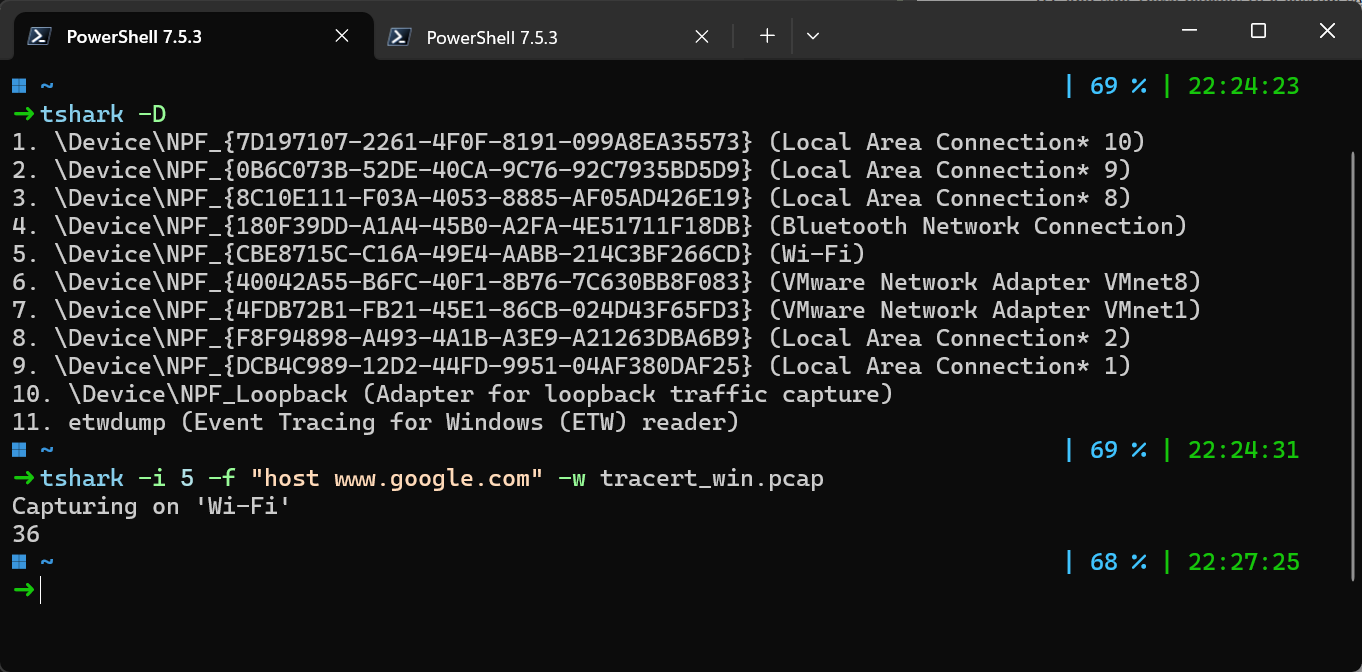 PowerShell 7.5.3
PowerShell 7.5.3
~ | 69 % | 22:24:23
➜ tshark -D
1. \Device\NPF_{7D197107-2261-4F0F-8191-099A8EA35573} (Local Area Connection* 10)
2. \Device\NPF_{0B6C073B-52DE-40CA-9C76-92C7935BD5D9} (Local Area Connection* 9)
3. \Device\NPF_{8C10E111-F03A-4053-8885-AF05AD426E19} (Local Area Connection* 8)
4. \Device\NPF_{180F39DD-A1A4-45B0-A2FA-4E51711F18DB} (Bluetooth Network Connection)
5. \Device\NPF_{CBE8715C-C16A-49E4-AABB-214C3BF266CD} (Wi-Fi)
6. \Device\NPF_{40042A55-B6FC-40F1-8B76-7C630BB8F083} (VMware Network Adapter VMnet8)
7. \Device\NPF_{4FDB72B1-FB21-45E1-86CB-024D43F65FD3} (VMware Network Adapter VMnet1)
8. \Device\NPF_{F8F94898-A493-4A1B-A3E9-A21263DBA6B9} (Local Area Connection* 2)
9. \Device\NPF_{DCB4C989-12D2-44FD-9951-04AF380DAF25} (Local Area Connection* 1)
10. \Device\NPF_Loopback (Adapter for loopback traffic capture)
11. etwdump (Event Tracing for Windows (ETW) reader)
~ | 69 % | 22:24:31
➜ tshark -i 5 -f "host www.google.com" -w tracert_win.pcap
Capturing on 'Wi-Fi'
36
~ | 68 % | 22:27:25
➜